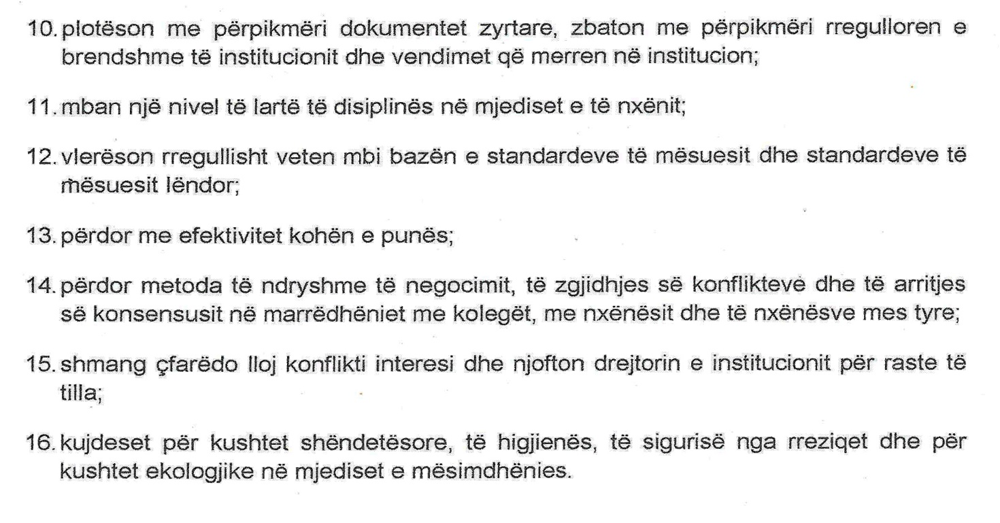 10. plotëson me përpikmëri dokumentet zyrtare, zbaton me përpikmëri rregulloren e
brendshme të institucionit dhe vendimet që merren në institucion;
11. mban një nivel të lartë të disiplinës në mjediset e të nxënit;
12. vlerëson rregullisht veten mbi bazën e standardeve të mësuesit dhe standardeve të
mësuesit lëndor;
13. përdor me efektivitet kohën e punës;
14. përdor metoda të ndryshme të negocimit, të zgjidhjes së konflikteve dhe të arritjes
së konsensusit në marrëdhëniet me kolegët, me nxënësit dhe të nxënësve mes tyre;
15. shmang çfarëdo lloj konflikti interesi dhe njofton drejtorin e institucionit për raste të
tilla;
16. kujdeset për kushtet shëndetësore, të higjienës, të sigurisë nga rreziqet dhe për
kushtet ekologjike në mjediset e mësimdhënies.